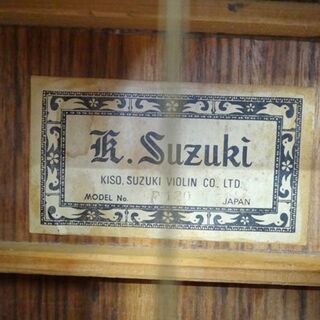 K. Suzuki
KISO, SUZUKI VIOLIN CO. LTD.
MODEL No.
JAPAN